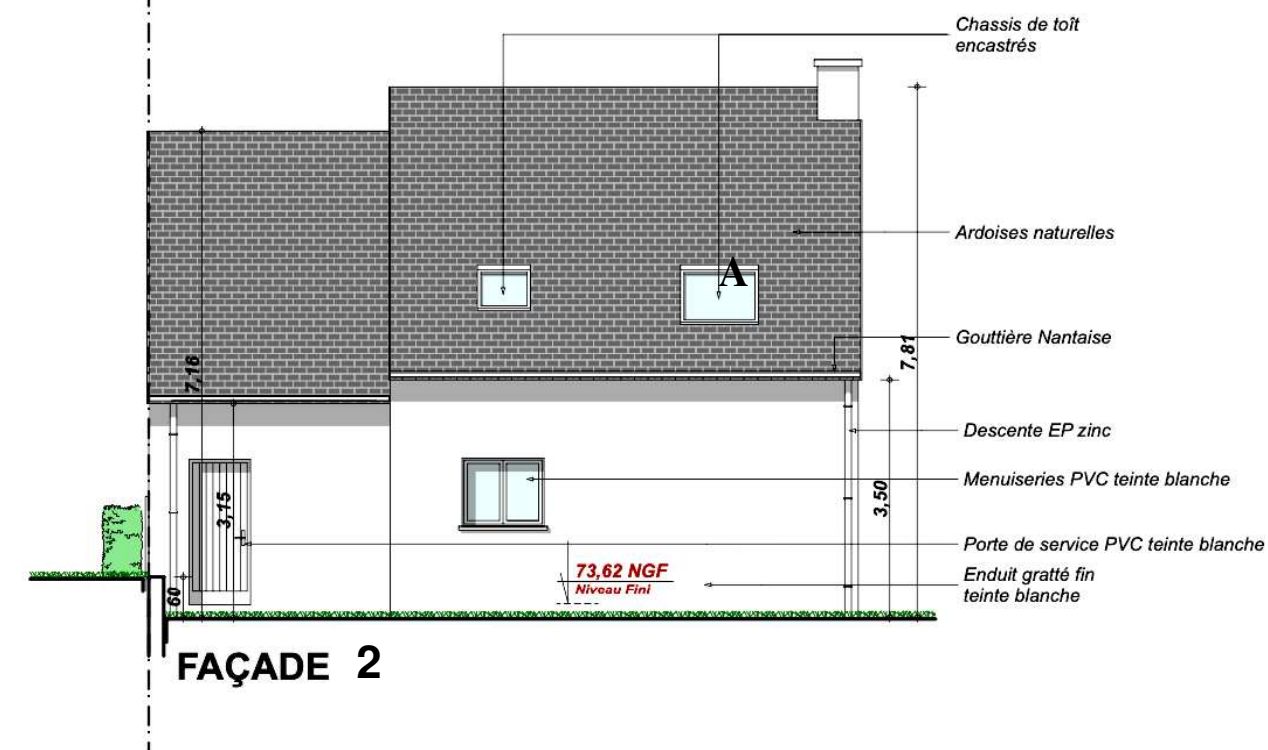 Chassis de toît
encastrés
A
Ardoises naturelles
Gouttière Nantaise
7,81
7,16
Descente EP zinc
Menuiseries PVC teinte blanche
3,50
3,15
Porte de service PVC teinte blanche
73,62 NGF
Niveau Fini
Enduit gratté fin
teinte blanche
60
FAÇADE 2